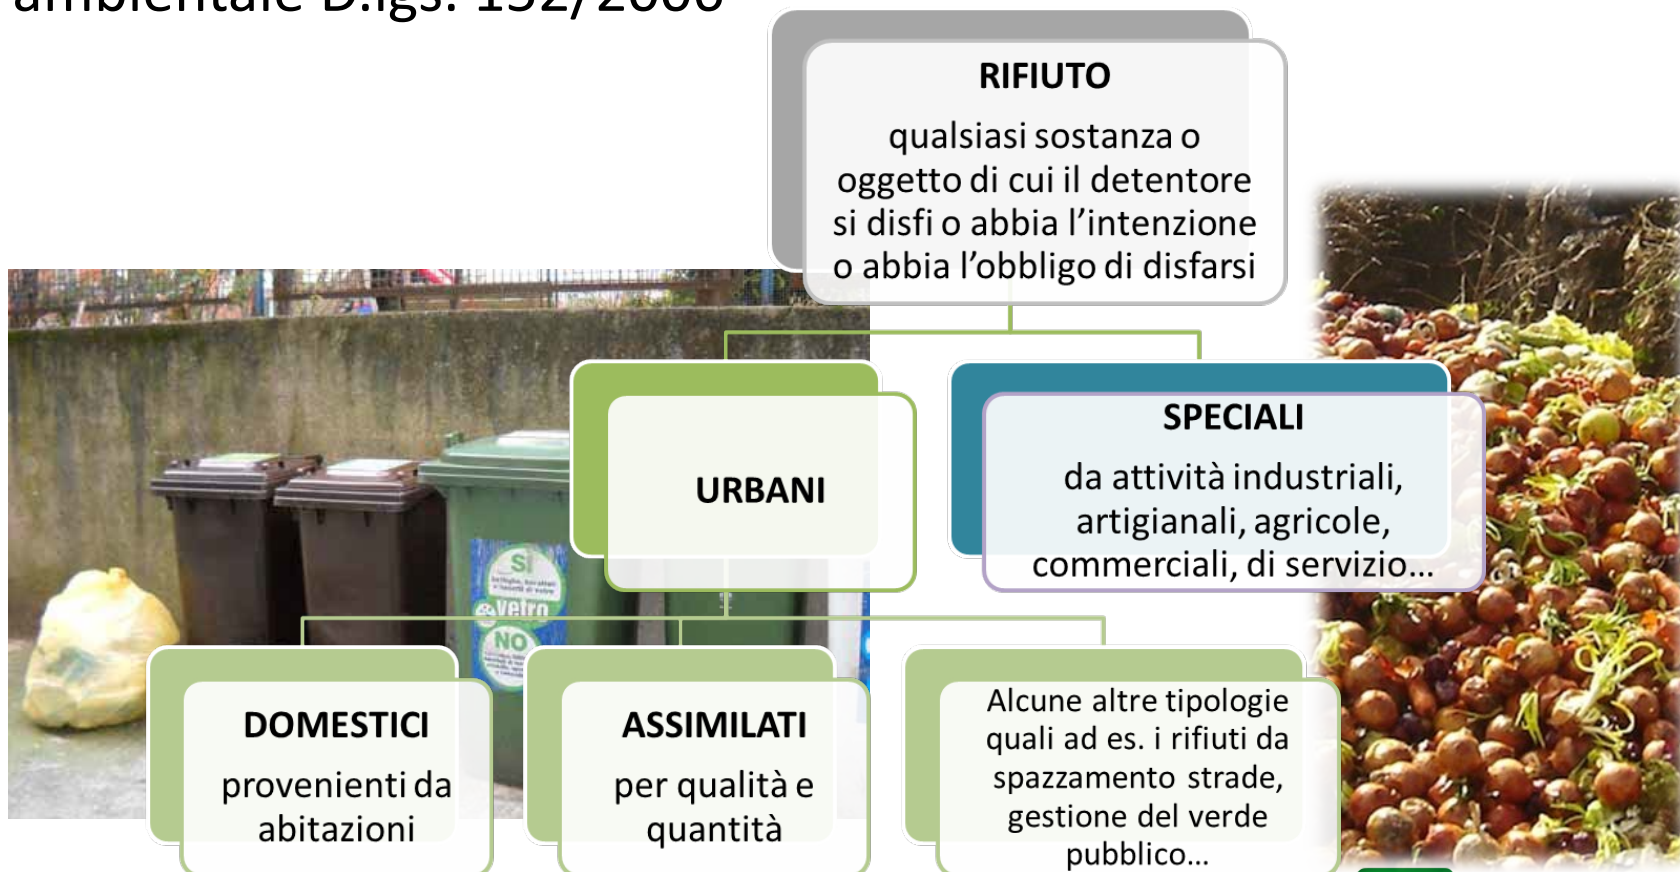 ambientale D.lgs. 152/2006
RIFIUTO
qualsiasi sostanza o
oggetto di cui il detentore
si disfi o abbia l'intenzione
o abbia l'obbligo di disfarsi
URBANI
SPECIALI
da attività industriali,
artigianali, agricole,
commerciali, di servizio…
SI
vetro
NO
DOMESTICI
provenienti da
abitazioni
ASSIMILATI
per qualità e
quantità
Alcune altre tipologie
quali ad es. i rifiuti da
spazzamento strade,
gestione del verde
pubblico…